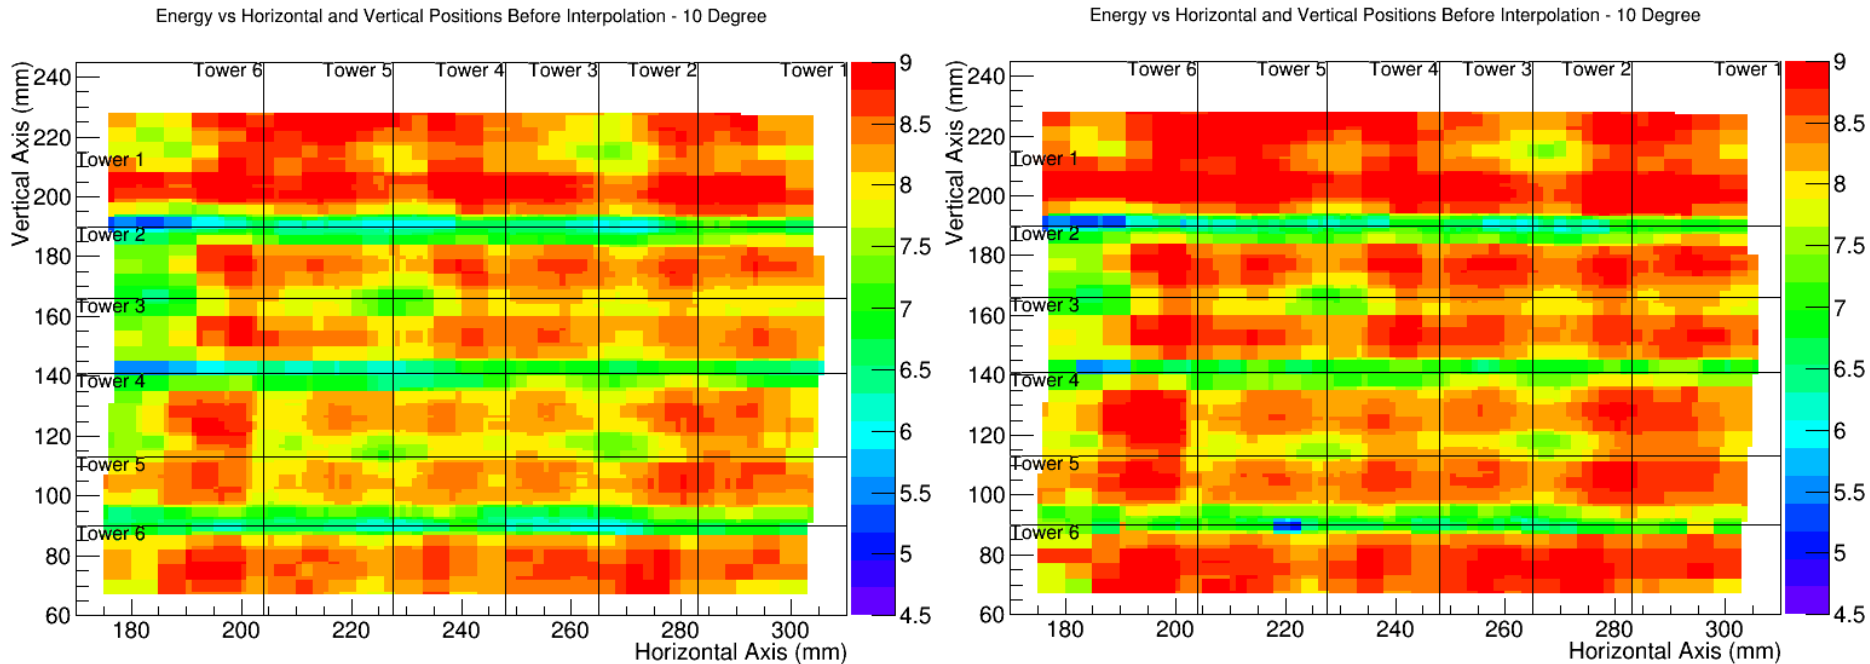 Energy vs Horizontal and Vertical Positions Before Interpolation - 10 Degree
Vertical Axis (mm)
240
220
200
180
160
140
120
100
80
60
Tower 6 Tower 5 Tower 4 Tower 3 Tower 2 Tower 1
Tower 1
Tower 2
Tower 3
Tower 4
Tower 5
Tower 6
180 200 220 240 260 280 300
Horizontal Axis (mm)
9
8.5
8
7.5
7
6.5
6
5.5
5
4.5
Energy vs Horizontal and Vertical Positions Before Interpolation - 10 Degree
Vertical Axis (mm)
240
220
200
180
160
140
120
100
80
60
Tower 6 Tower 5 Tower 4 Tower 3 Tower 2 Tower 1
Tower 1
Tower 2
Tower 3
Tower 4
Tower 5
Tower 6
180 200 220 240 260 280 300
Horizontal Axis (mm)
9
8.5
8
7.5
7
6.5
6
5.5
5
4.5